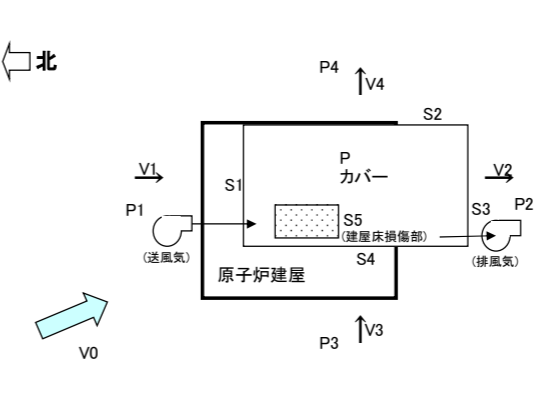 北
P4
V4
S2
P
カバー
V1
S1
V2
P1
S5
S3
P2
(建屋床損傷部)
(送風気)
S4
(排風気)
原子炉建屋
V3
P3
V0